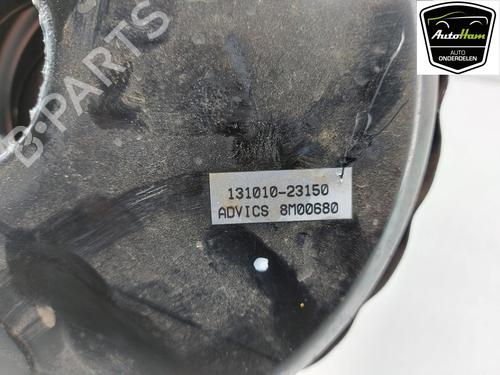 AutoHam
AUTO
ONDERDELEN
B-PARTS
131010-23150
ADVICS 8M00680